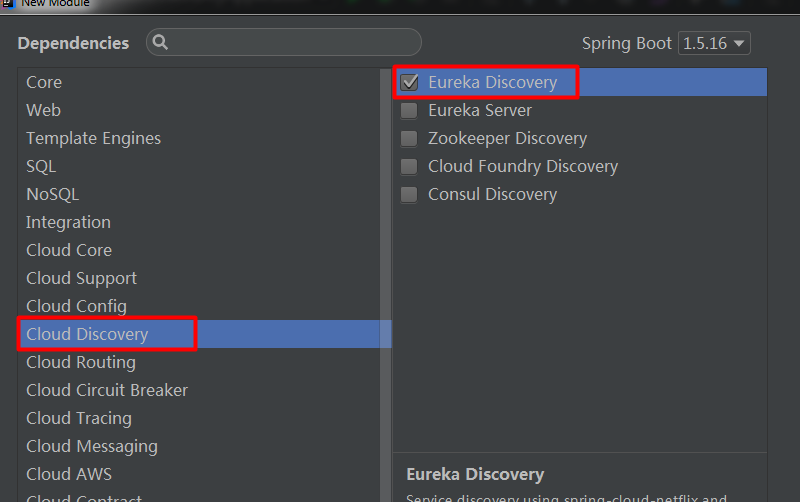 New Module
Dependencies
Spring Boot 1.5.16
Core
Web
Template Engines
SQL
NoSQL
Integration
Cloud Core
Cloud Support
Cloud Config
Cloud Discovery
Cloud Routing
Cloud Circuit Breaker
Cloud Tracing
Cloud Messaging
Cloud AWS
Cloud Contract
Eureka Discovery
Eureka Server
Zookeeper Discovery
Cloud Foundry Discovery
Consul Discovery
Eureka Discovery
Service discovery using spring-cloud-netflix and